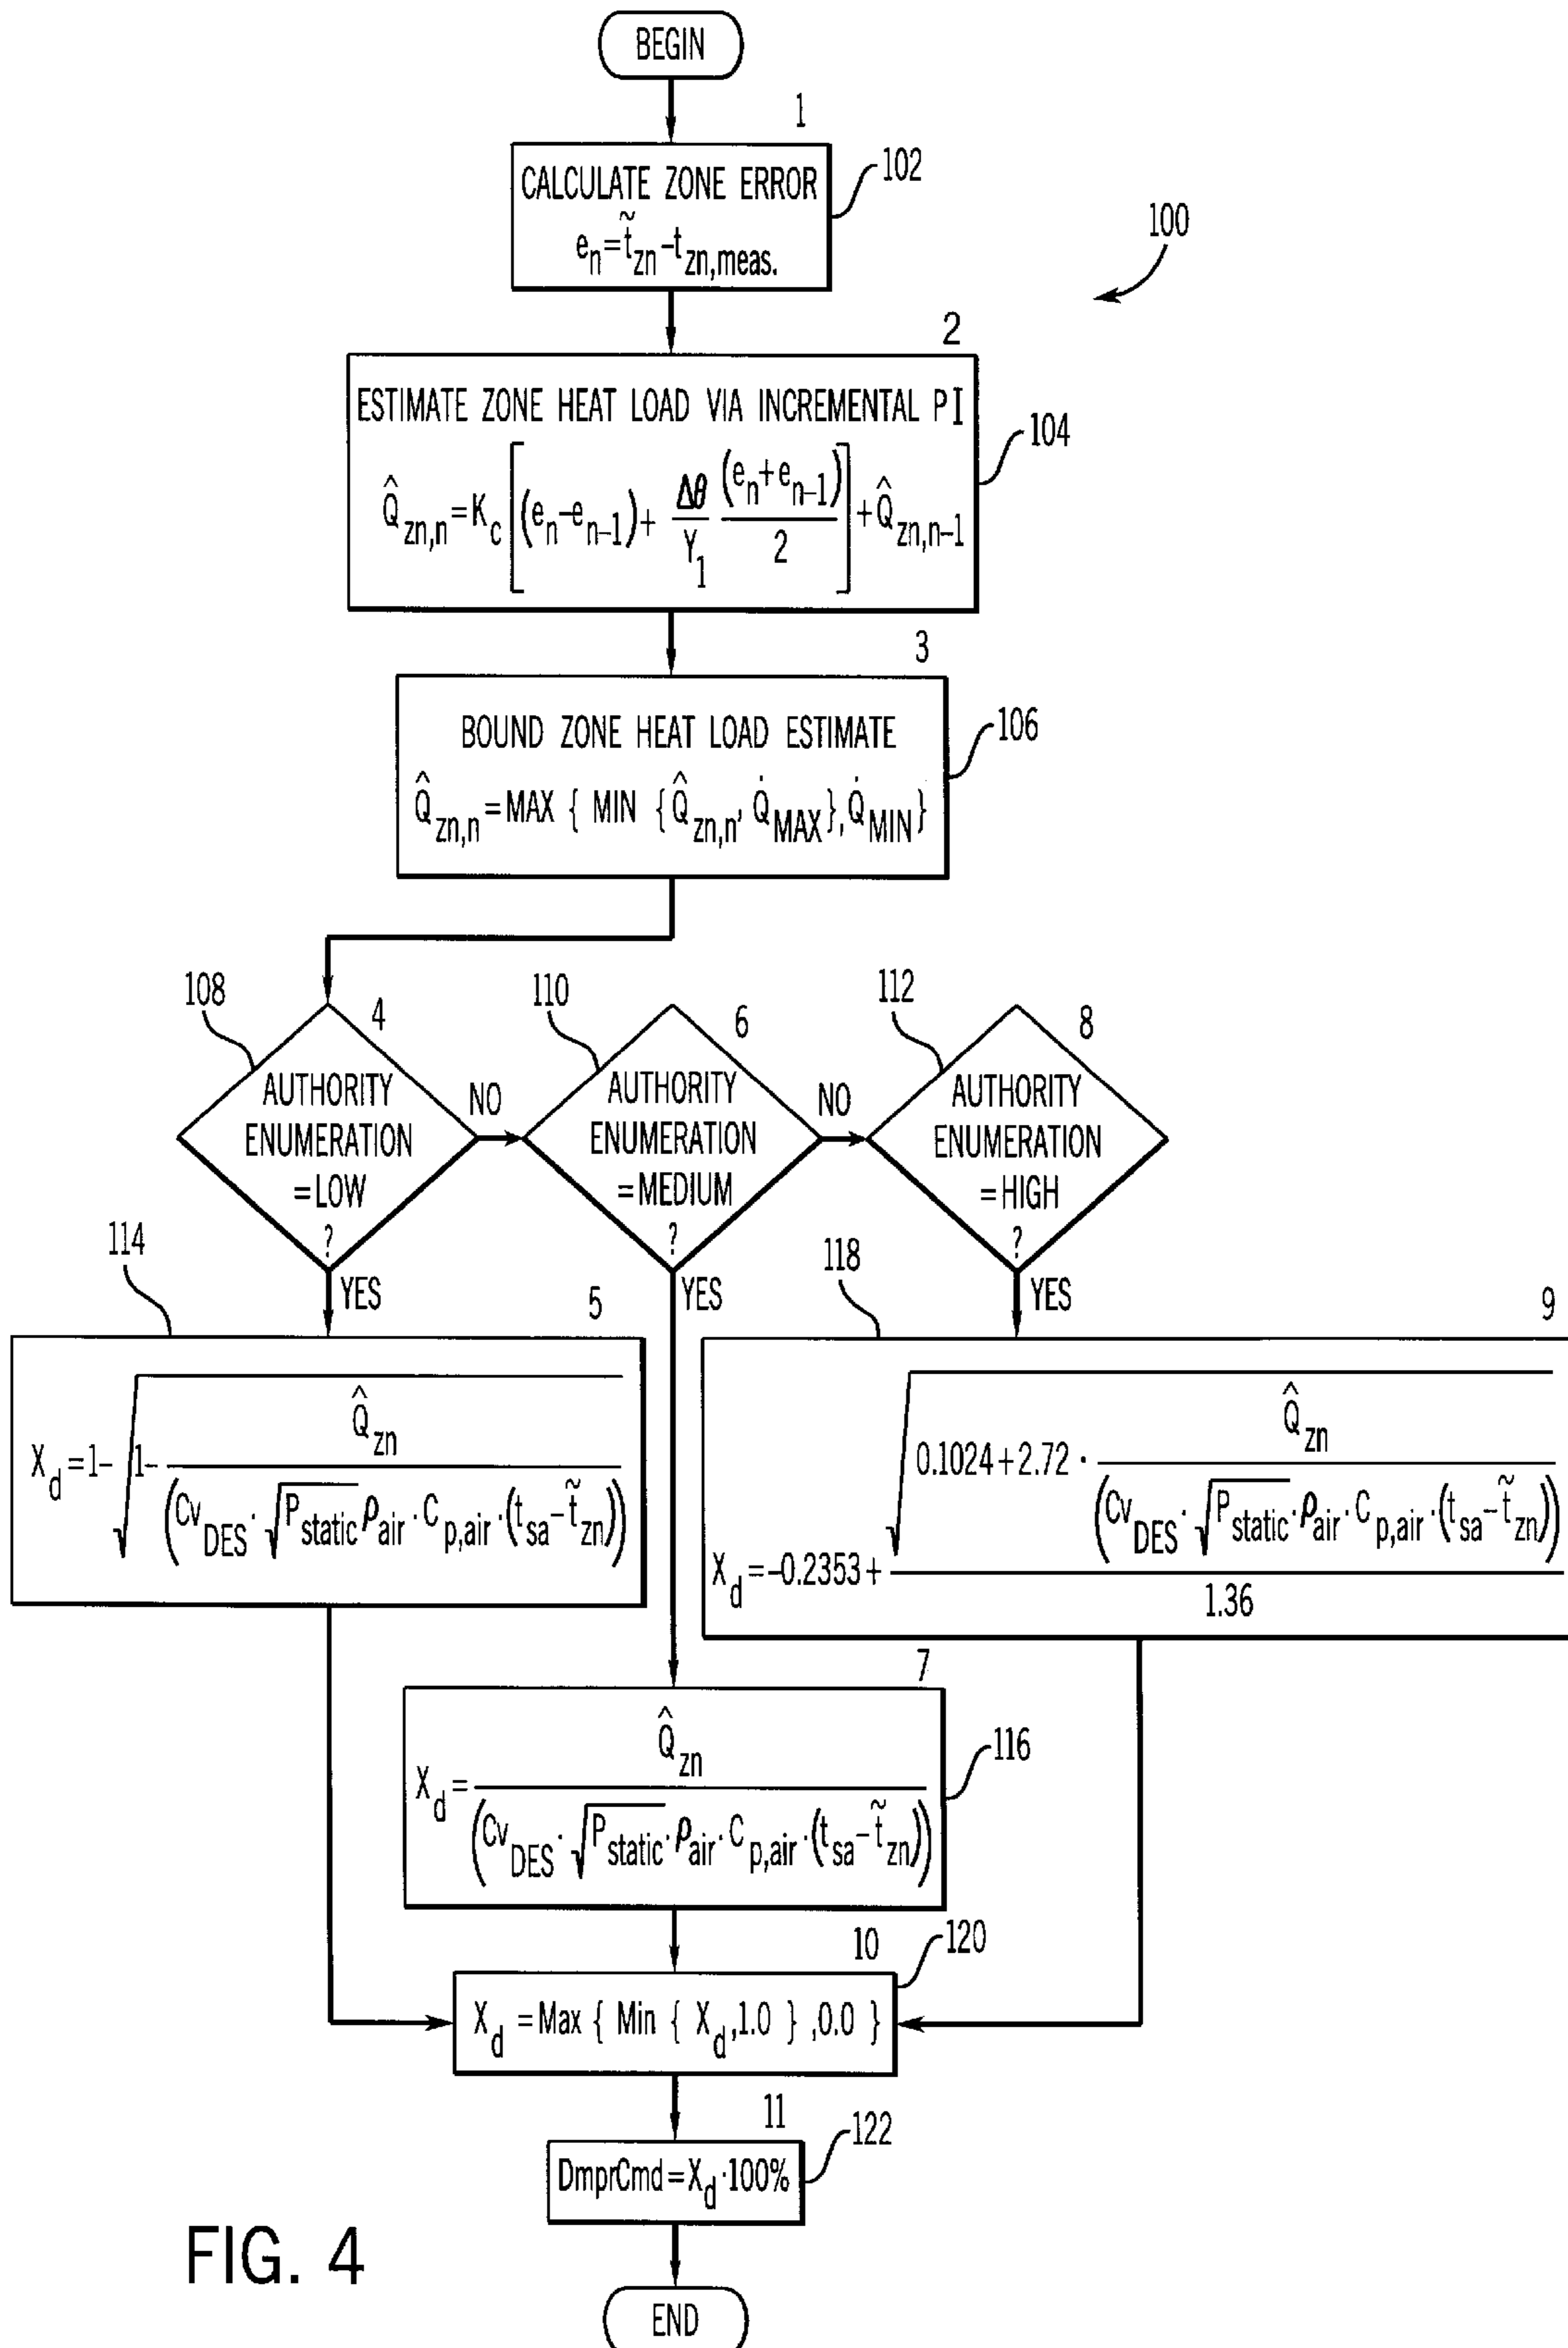 BEGIN
1
CALCULATE ZONE ERROR
102
e_n = t̃_zn - t_zn,meas.
100
2
ESTIMATE ZONE HEAT LOAD VIA INCREMENTAL PI
104
Q̂_zn,n = K_c [(e_n - e_n-1) + Δθ/Y_1 (e_n + e_n-1)/2] + Q̂_zn,n-1
3
BOUND ZONE HEAT LOAD ESTIMATE
106
Q̂_zn,n = MAX { MIN {Q̂_zn,n, Q̇_MAX}, Q̇_MIN}
108
4
AUTHORITY
ENUMERATION
=LOW
?
NO
YES
110
6
AUTHORITY
ENUMERATION
=MEDIUM
?
NO
YES
112
8
AUTHORITY
ENUMERATION
=HIGH
?
YES
114
5
X_d = 1-√(1- Q̂_zn / (Cv_DES · √P_static ρ_air · C_p,air · (t_sa - t̃_zn)))
118
9
X_d = -0.2353 + √(0.1024+2.72 · Q̂_zn / (Cv_DES · √P_static · ρ_air · C_p,air · (t_sa - t̃_zn))) / 1.36
7
X_d = Q̂_zn / (Cv_DES · √P_static · ρ_air · C_p,air · (t_sa - t̃_zn))
116
10
120
X_d = Max { Min { X_d,1.0 } ,0.0 }
11
122
DmprCmd = X_d · 100%
END
FIG. 4